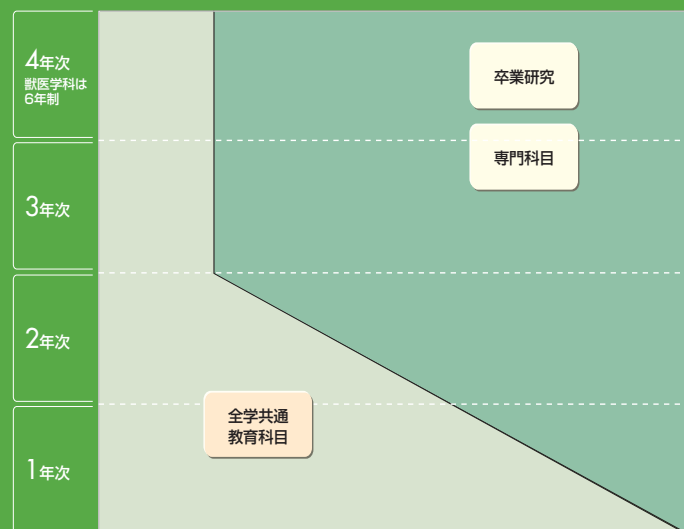 4年次
獣医学科は
6年制
卒業研究
専門科目
3年次
2年次
全学共通
教育科目
1年次